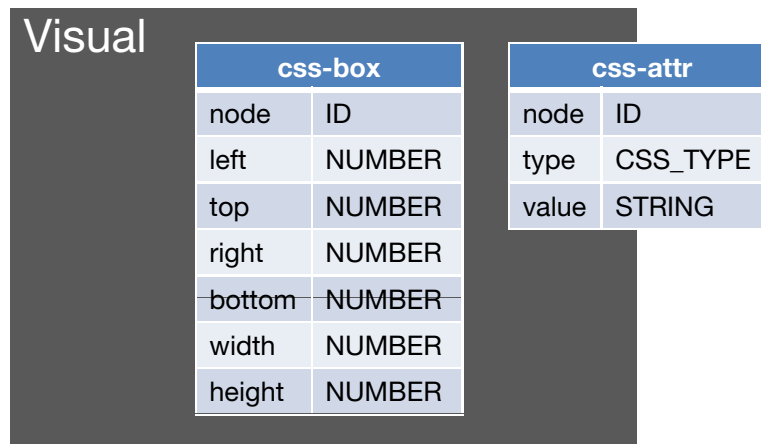 Visual
css-box
node ID
left NUMBER
top NUMBER
right NUMBER
bottom NUMBER
width NUMBER
height NUMBER
css-attr
node ID
type CSS_TYPE
value STRING